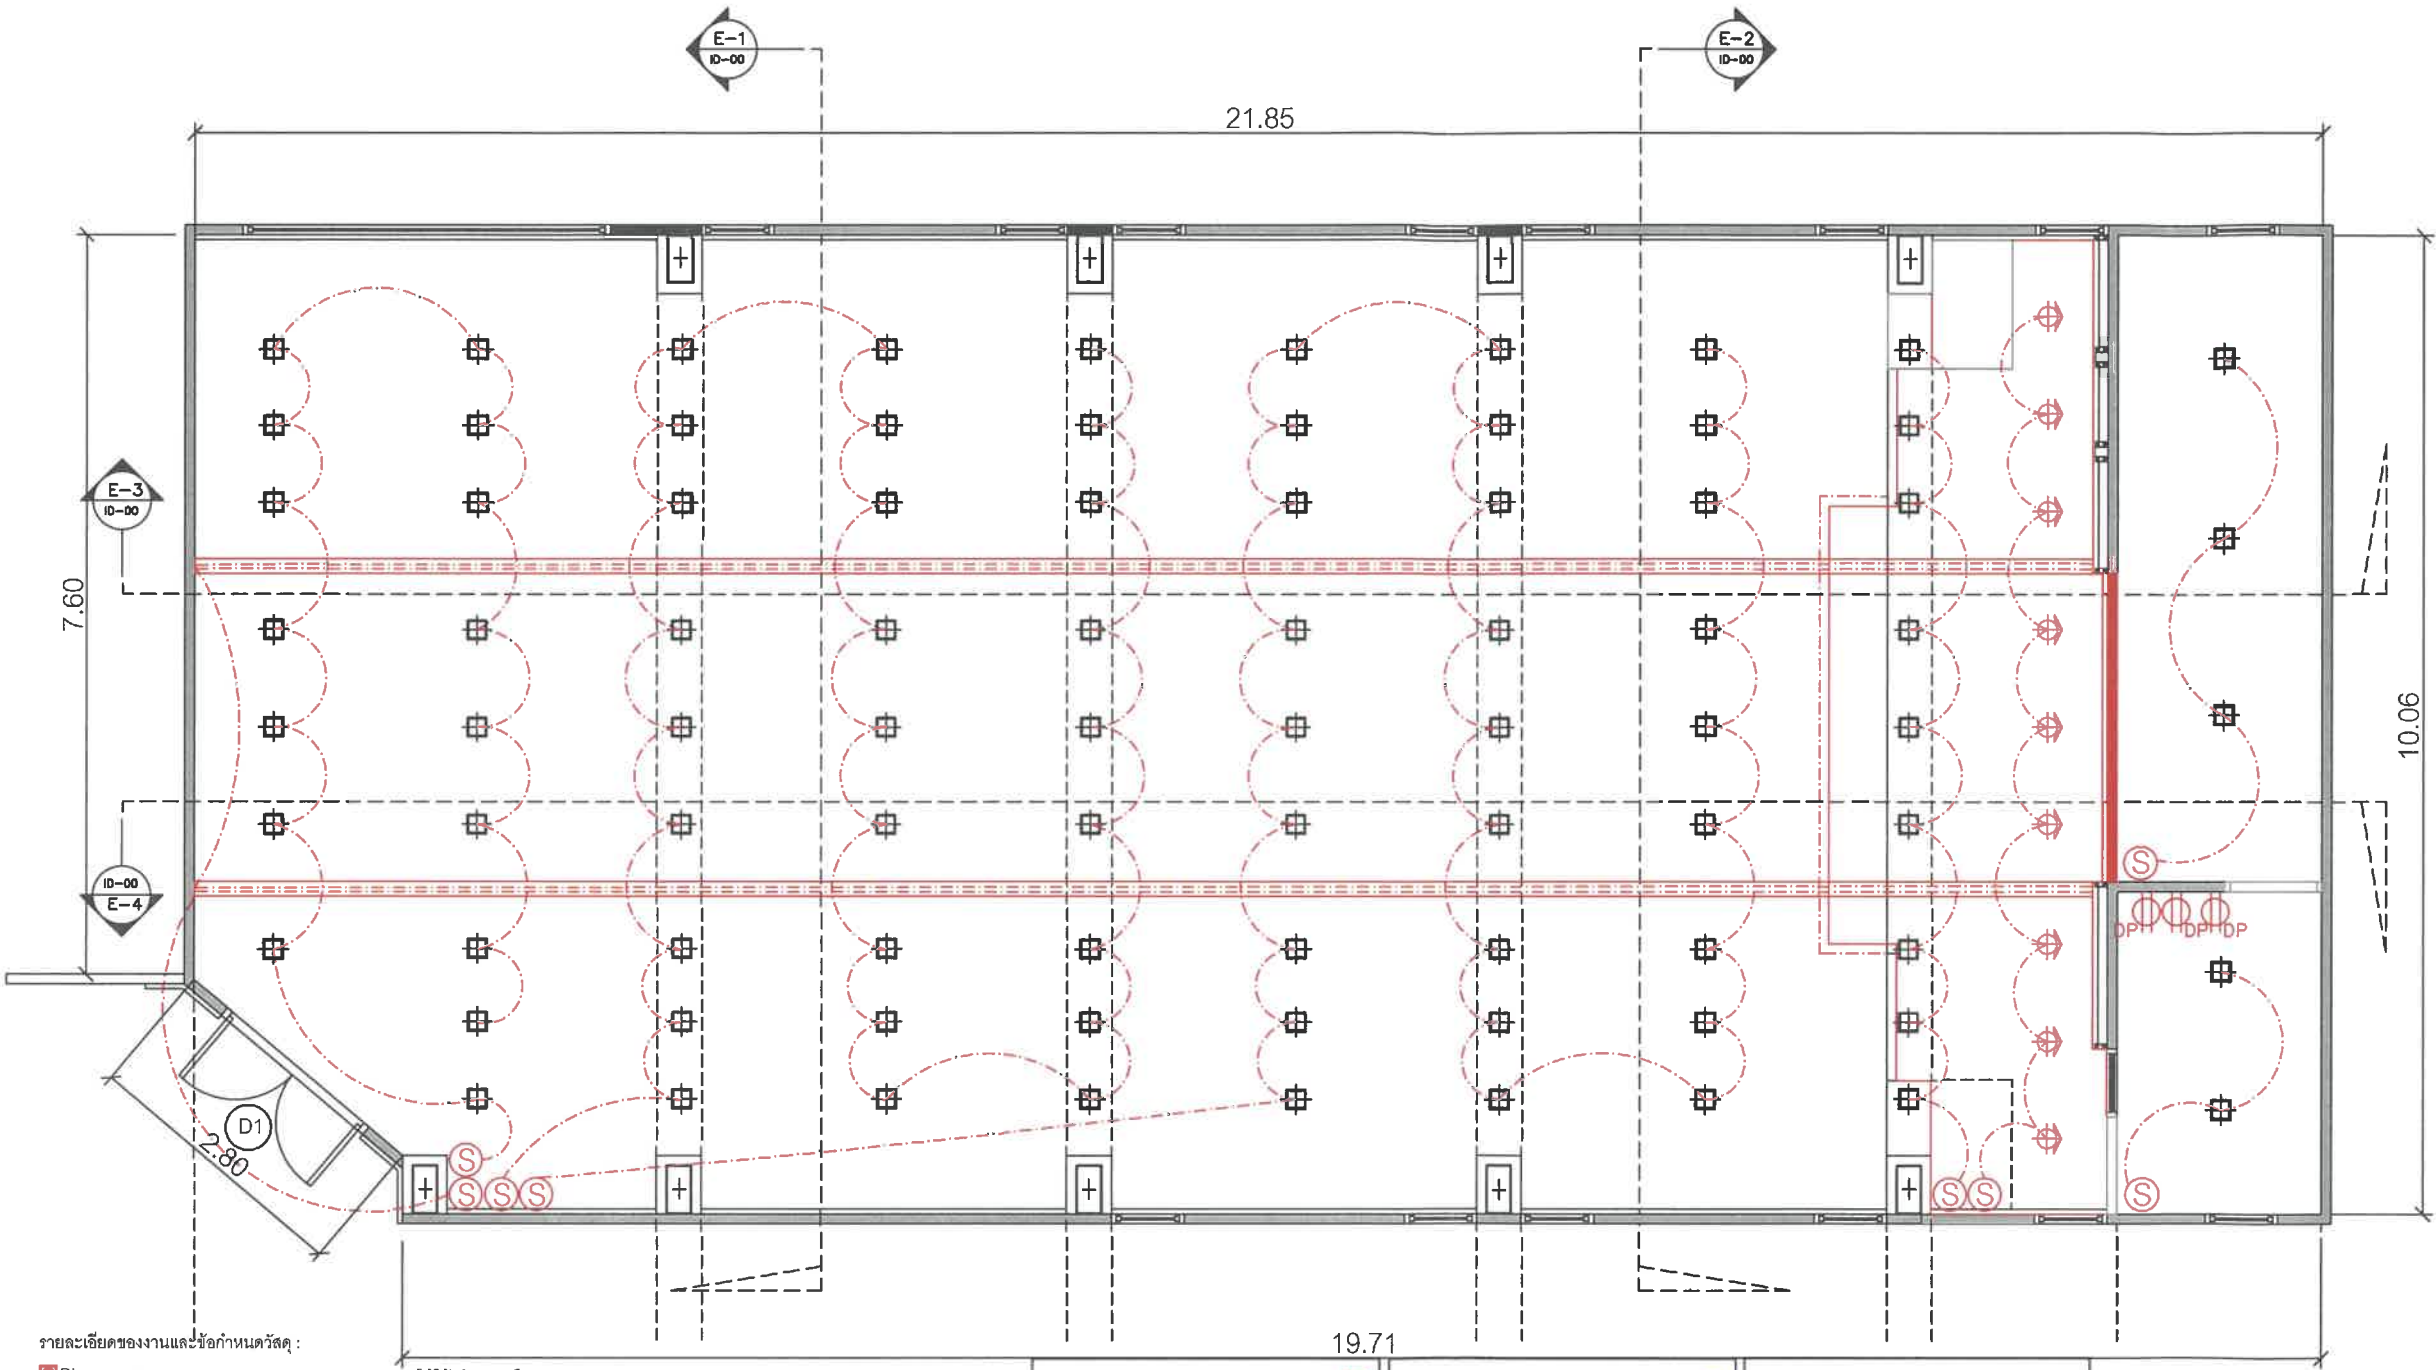 E-1
ID-00
E-2
ID-00
21.85
E-3
ID-00
7.60
10.06
ID-00
E-4
S
DP
DP
DP
D1
2.80
S
S
S
S
S
S
S
19.71
รายละเอียดของงานและข้อกำหนดวัสดุ :